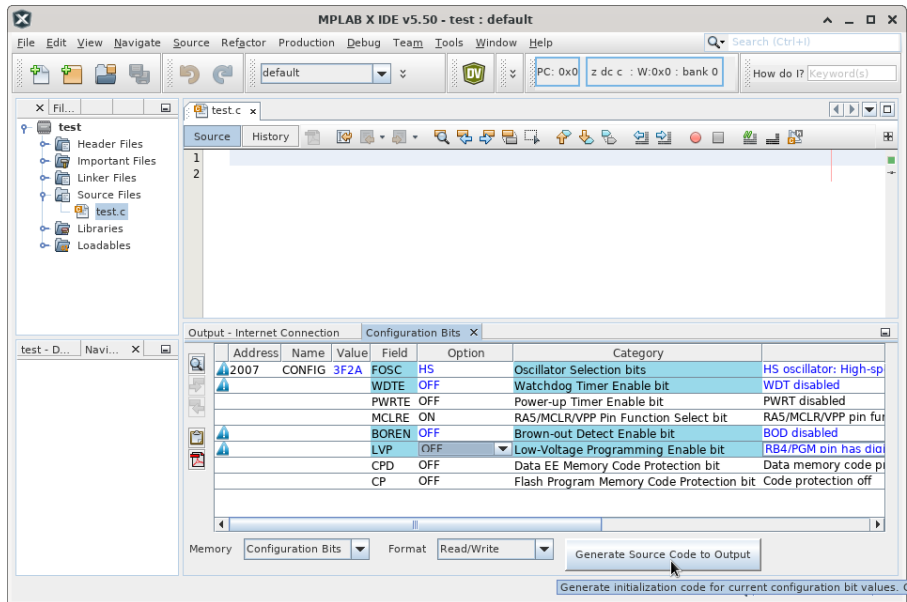 MPLAB X IDE v5.50 - test : default
File Edit View Navigate Source Refactor Production Debug Team Tools Window Help
Search (Ctrl+I)
default
DV
PC: 0x0
z dc c : W:0x0 : bank 0
How do I? Keyword(s)
Fil...
test
Header Files
Important Files
Linker Files
Source Files
test.c
Libraries
Loadables
test.c
Source History
1
2
test - D... Navi...
Output - Internet Connection Configuration Bits
Address Name Value Field Option Category
2007 CONFIG 3F2A FOSC HS Oscillator Selection bits HS oscillator: High-sp
WDTE OFF Watchdog Timer Enable bit WDT disabled
PWRTE OFF Power-up Timer Enable bit PWRT disabled
MCLRE ON RA5/MCLR/VPP Pin Function Select bit RA5/MCLR/VPP pin fu
BOREN OFF Brown-out Detect Enable bit BOD disabled
LVP OFF Low-Voltage Programming Enable bit RB4/PGM pin has digi
CPD OFF Data EE Memory Code Protection bit Data memory code p
CP OFF Flash Program Memory Code Protection bit Code protection off
Memory Configuration Bits Format Read/Write Generate Source Code to Output
Generate initialization code for current configuration bit values.